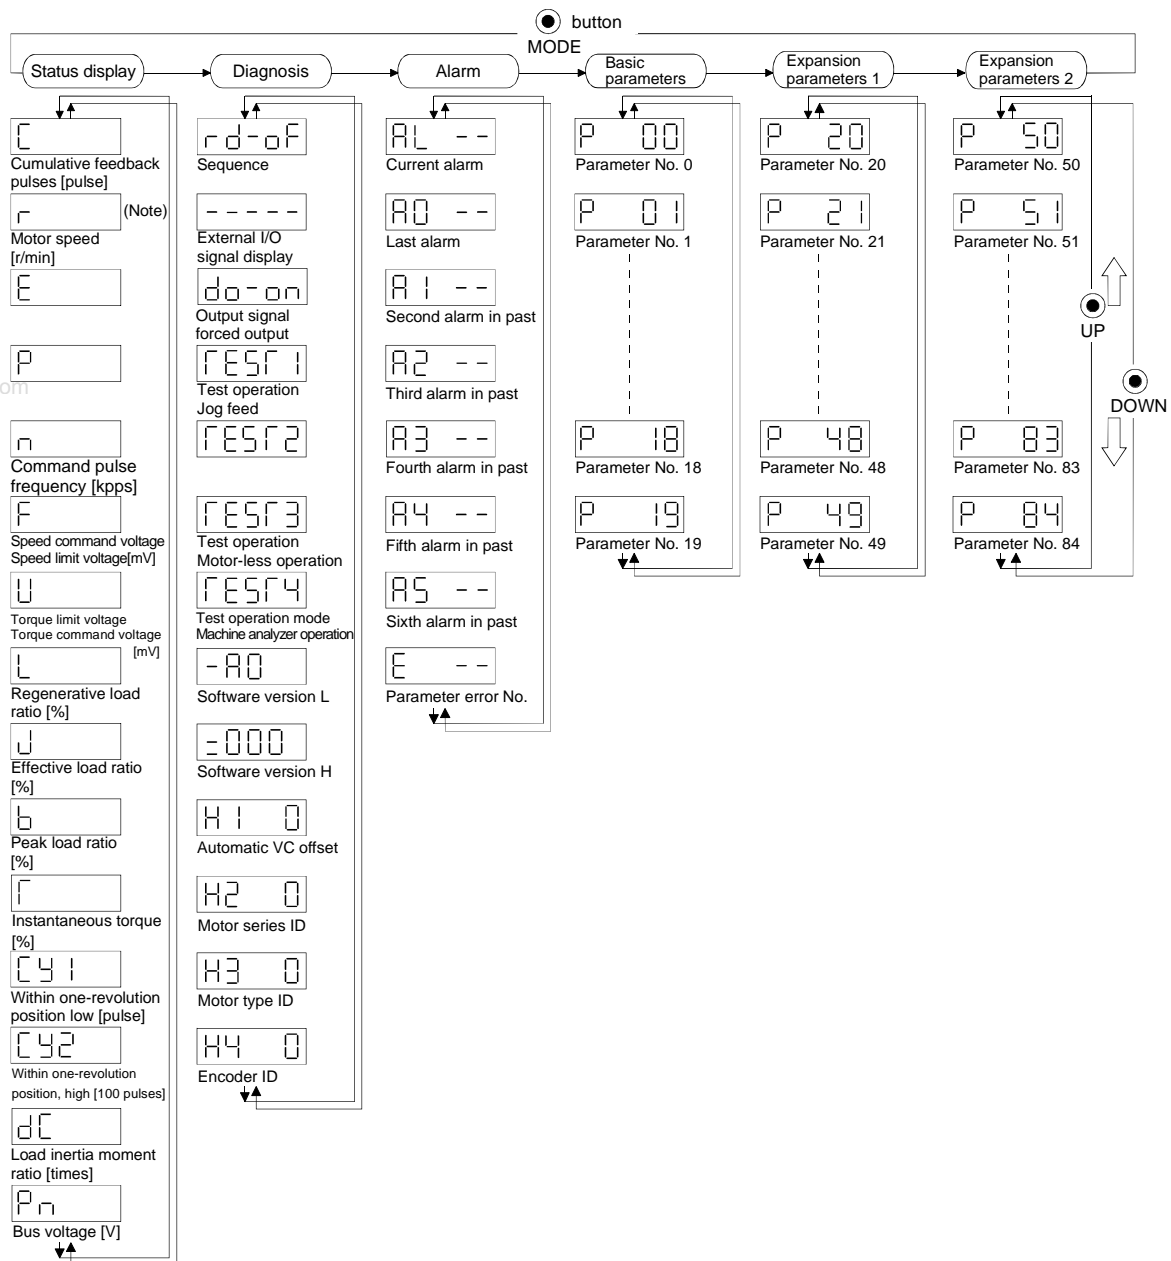 button
MODE
Status display
Diagnosis
Alarm
Basic
parameters
Expansion
parameters 1
Expansion
parameters 2
C
Cumulative feedback
pulses [pulse]
r
(Note)
Motor speed
[r/min]
E
P
om
n
Command pulse
frequency [kpps]
F
Speed command voltage
Speed limit voltage[mV]
U
Torque limit voltage
Torque command voltage
[mV]
L
Regenerative load
ratio [%]
J
Effective load ratio
[%]
b
Peak load ratio
[%]
T
Instantaneous torque
[%]
Cy1
Within one-revolution
position low [pulse]
Cy2
Within one-revolution
position, high [100 pulses]
dC
Load inertia moment
ratio [times]
Pn
Bus voltage [V]
rd-oF
Sequence
-----
External I/O
signal display
do-on
Output signal
forced output
TEST1
Test operation
Jog feed
TEST2
TEST3
Test operation
Motor-less operation
TEST4
Test operation mode
Machine analyzer operation
-A0
Software version L
=000
Software version H
H1 0
Automatic VC offset
H2 0
Motor series ID
H3 0
Motor type ID
H4 0
Encoder ID
AL --
Current alarm
A0 --
Last alarm
A1 --
Second alarm in past
A2 --
Third alarm in past
A3 --
Fourth alarm in past
A4 --
Fifth alarm in past
A5 --
Sixth alarm in past
E --
Parameter error No.
P 00
Parameter No. 0
P 01
Parameter No. 1
P 18
Parameter No. 18
P 19
Parameter No. 19
P 20
Parameter No. 20
P 21
Parameter No. 21
P 48
Parameter No. 48
P 49
Parameter No. 49
P 50
Parameter No. 50
P 51
Parameter No. 51
P 83
Parameter No. 83
P 84
Parameter No. 84
UP
DOWN